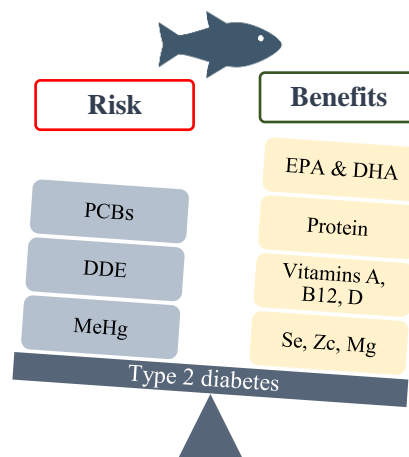 Risk
Benefits
PCBs
DDE
MeHg
EPA & DHA
Protein
Vitamins A,
B12, D
Se, Zc, Mg
Type 2 diabetes